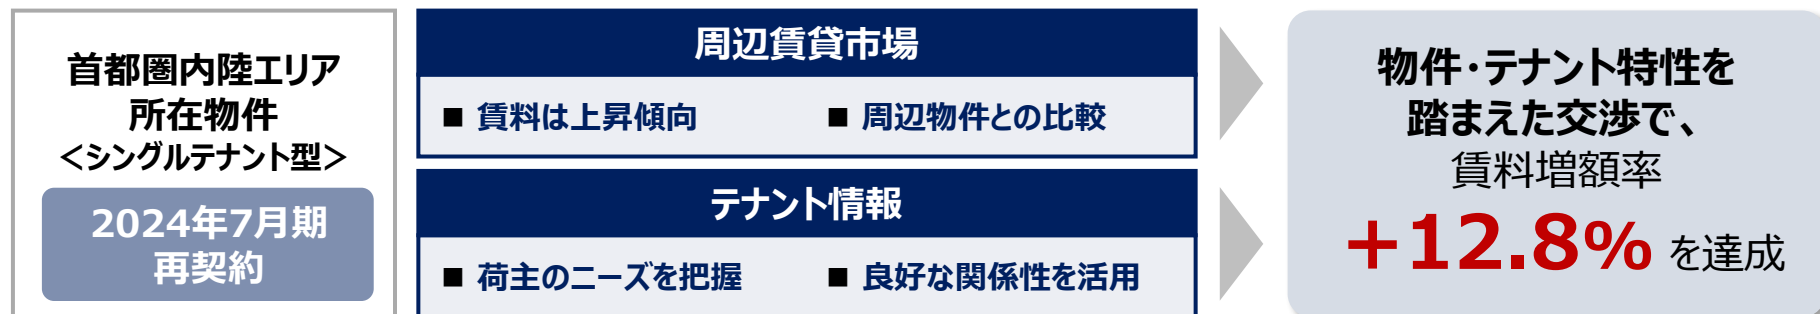 首都圏内陸エリア
所在物件
＜シングルテナント型＞
2024年7月期
再契約
周辺賃貸市場
■ 賃料は上昇傾向 ■ 周辺物件との比較
テナント情報
■ 荷主のニーズを把握 ■ 良好な関係性を活用
物件・テナント特性を
踏まえた交渉で、
賃料増額率
+12.8% を達成